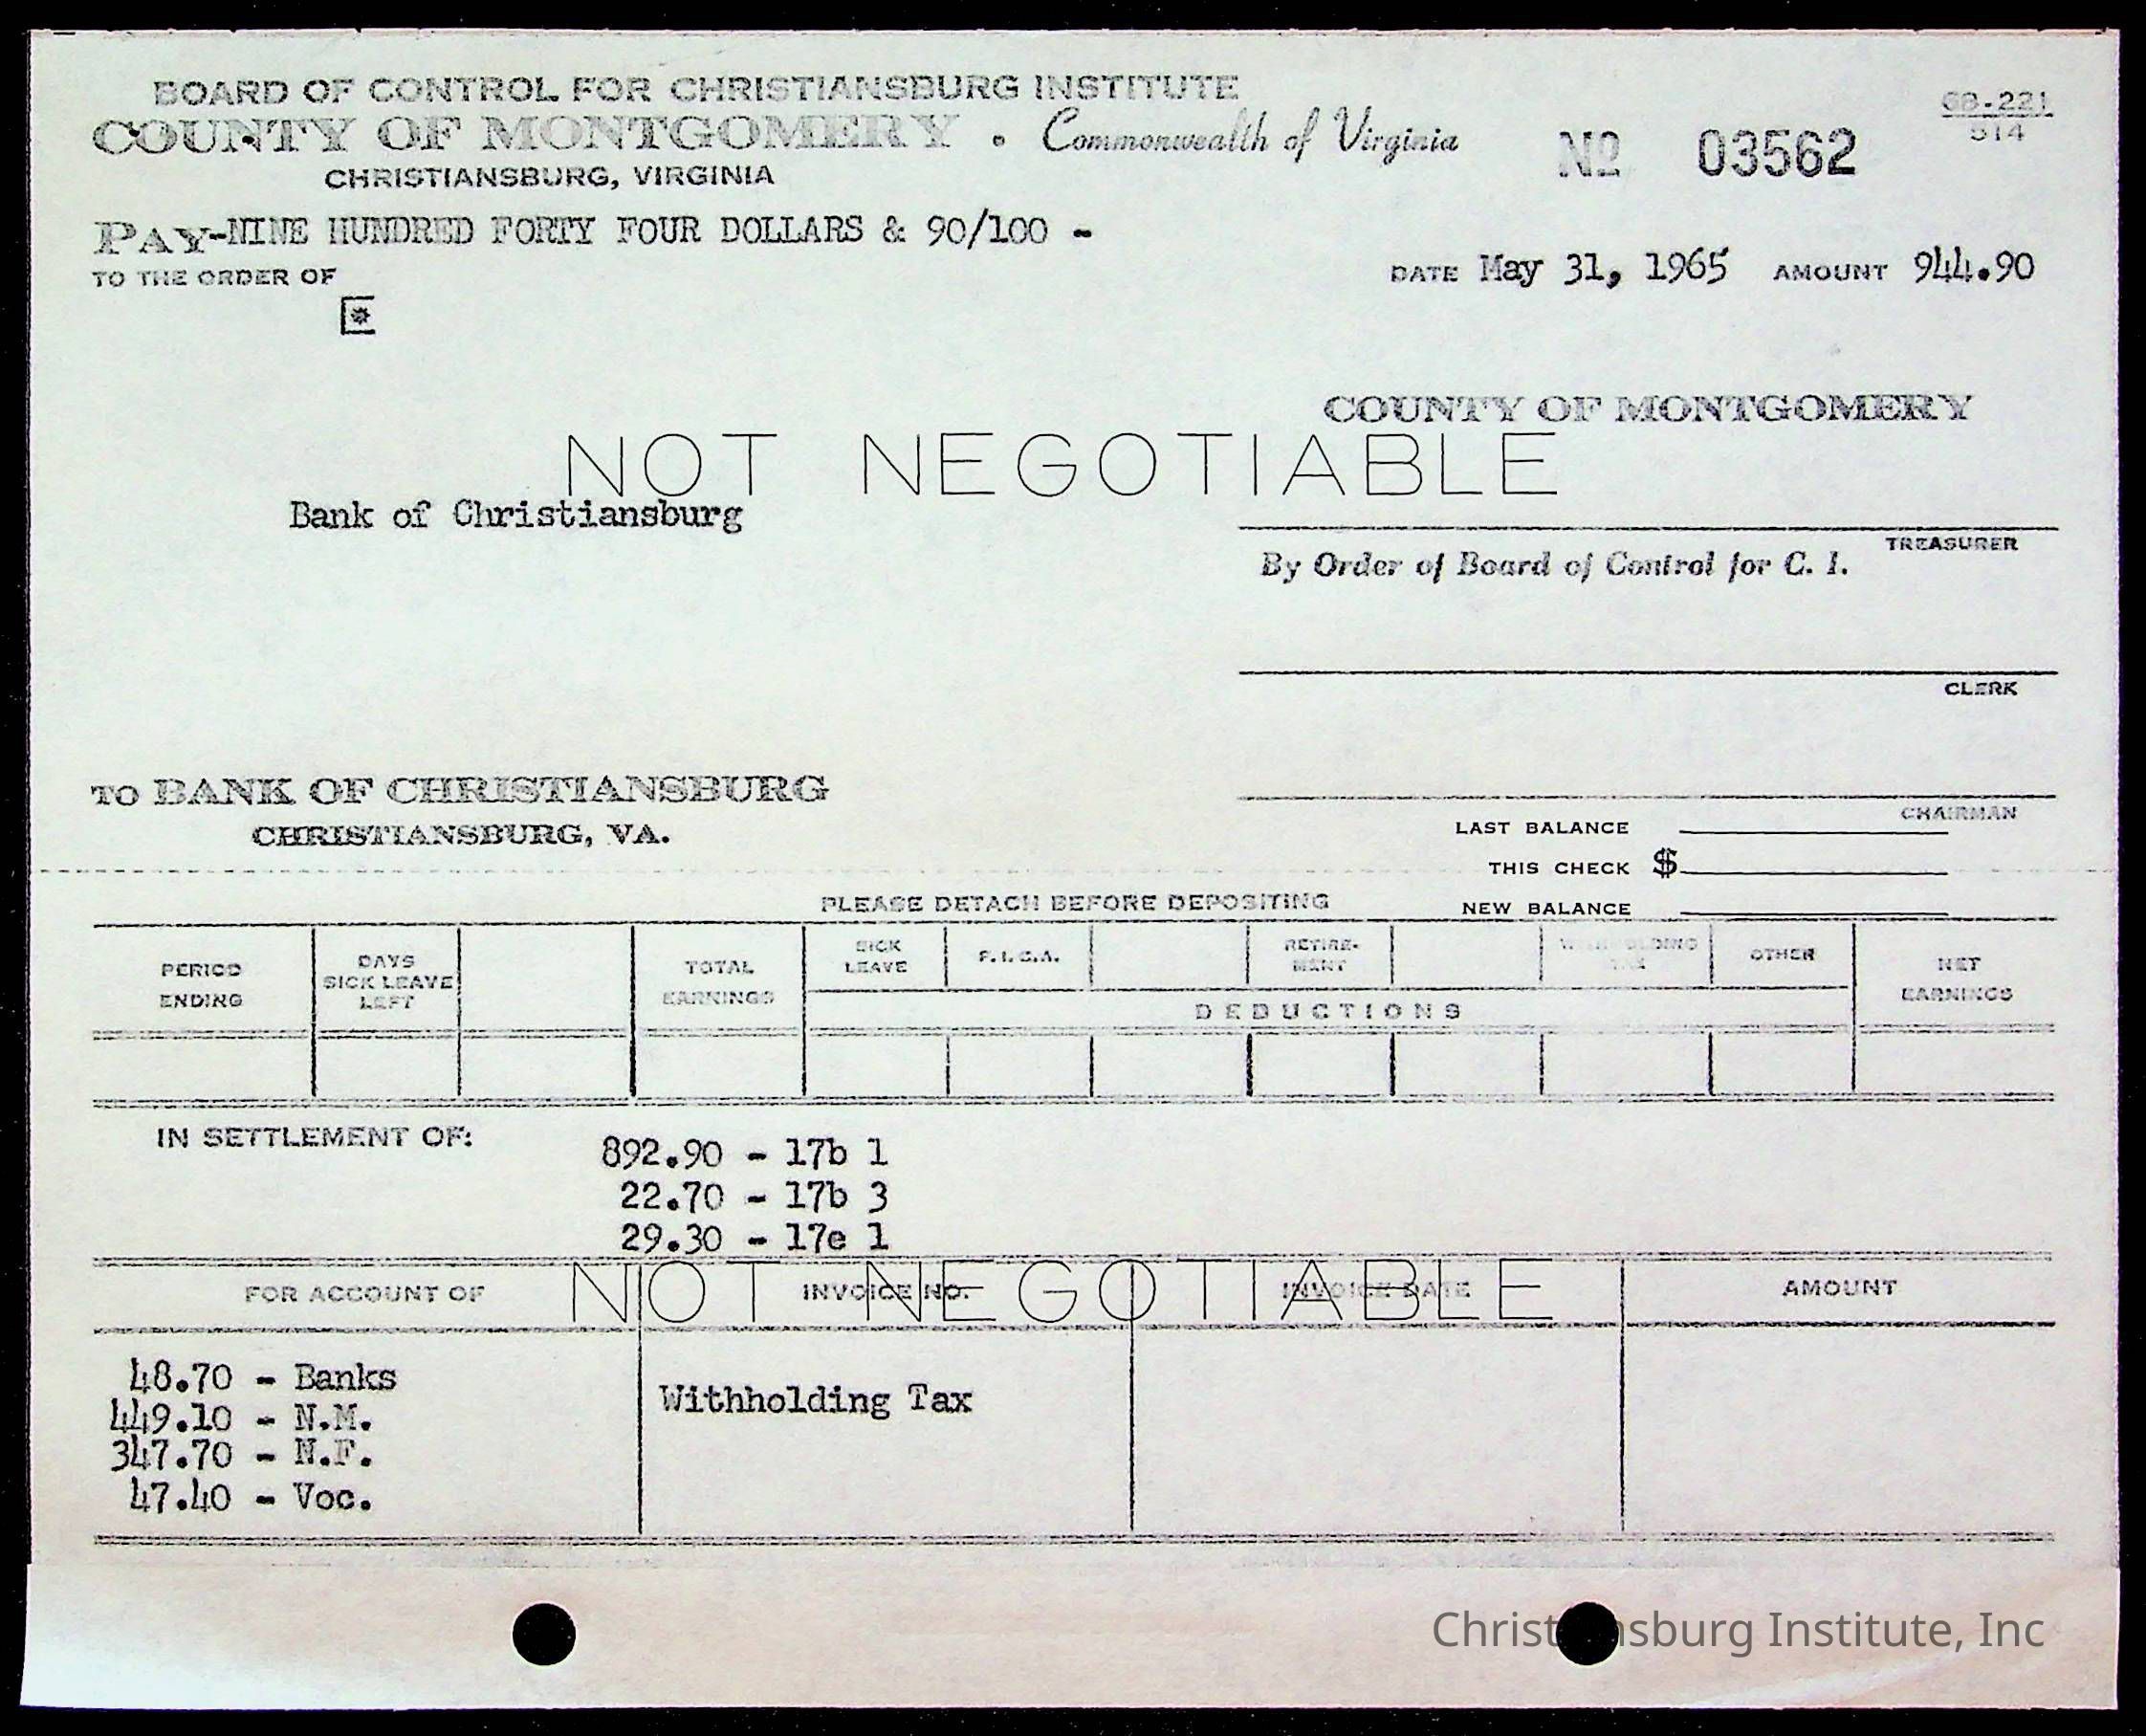 BOARD OF CONTROL FOR CHRISTIANSBURG INSTITUTE
COUNTY OF MONTGOMERY • Commonwealth of Virginia
CHRISTIANSBURG, VIRGINIA
No 03562
68-221
514
PAY-NINE HUNDRED FORTY FOUR DOLLARS & 90/100 -
TO THE ORDER OF
DATE May 31, 1965 AMOUNT 944.90
COUNTY OF MONTGOMERY
NOT NEGOTIABLE
Bank of Christiansburg
TREASURER
By Order of Board of Control for C. I.
CLERK
TO BANK OF CHRISTIANSBURG
CHRISTIANSBURG, VA.
CHAIRMAN
LAST BALANCE
THIS CHECK $
NEW BALANCE
PLEASE DETACH BEFORE DEPOSITING
PERIOD ENDING
DAYS SICK LEAVE LEFT
TOTAL EARNINGS
SICK LEAVE
F.I.C.A.
RETIRE-MENT
WITHHOLDING TAX
OTHER
NET EARNINGS
DEDUCTIONS
IN SETTLEMENT OF:
892.90 - 17b 1
22.70 - 17b 3
29.30 - 17e 1
NOT NEGOTIABLE
FOR ACCOUNT OF INVOICE NO. INVOICE DATE AMOUNT
48.70 - Banks
449.10 - N.M.
347.70 - N.F.
47.40 - Voc.
Withholding Tax
Christiansburg Institute, Inc